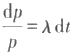 dp/p = λ dt